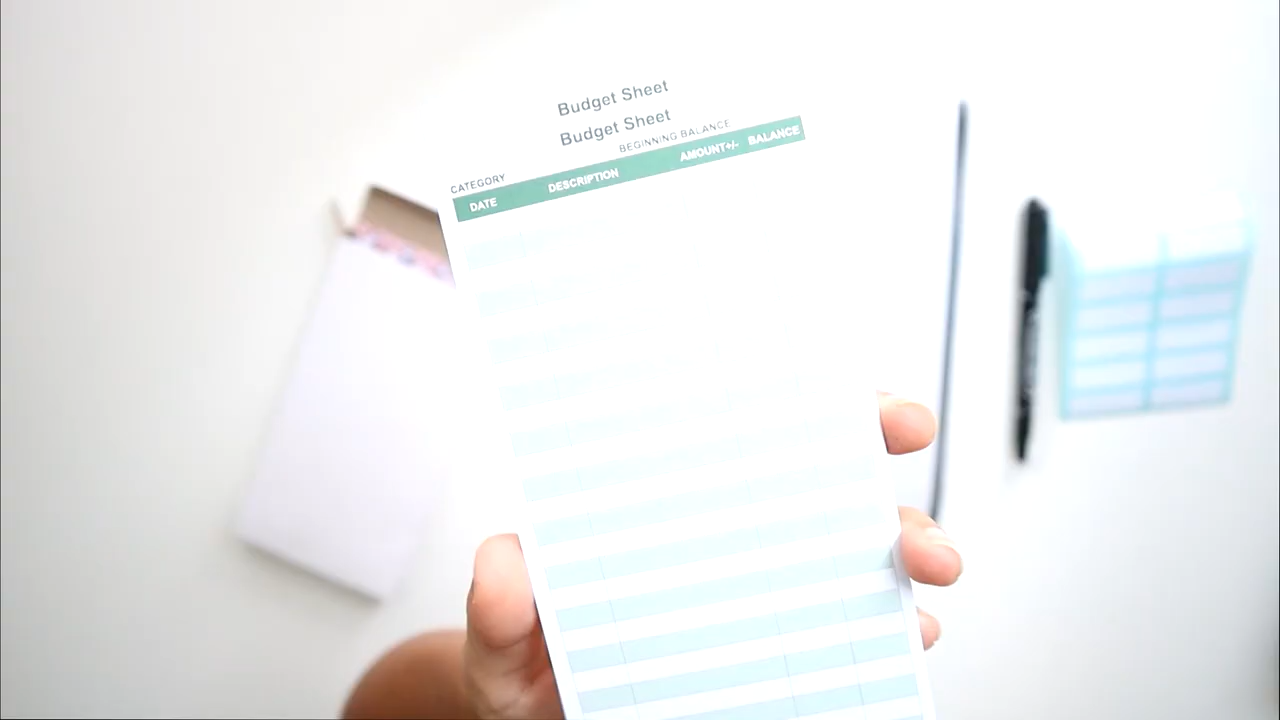 Budget Sheet
Budget Sheet
CATEGORY BEGINNING BALANCE
DATE DESCRIPTION AMOUNT+/- BALANCE